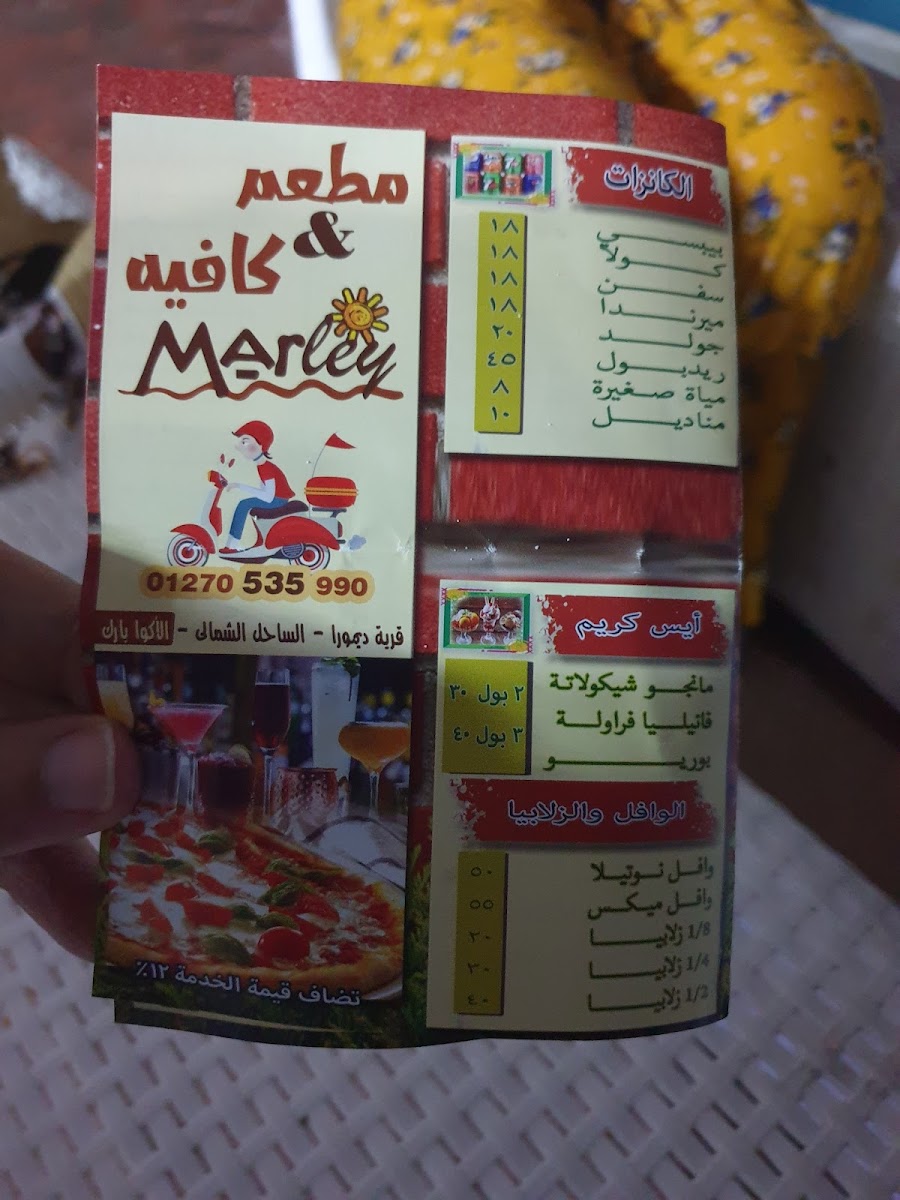 مطعم
&
كافيه
Marley
01270 535 990
قرية ديمورا - الساحل الشمالى - الأكوا بارك
تضاف قيمة الخدمة ١٢٪
الكانزات
بيبسي ١٨
كولا ١٨
سفن ١٨
ميرندا ١٨
جولد ٢٠
ريدبول ٤٥
مياة صغيرة ٨
مناديل ١٠
أيس كريم
مانجو شيكولاتة
فانيليا فراولة
بوريو
٢ بول ٣٠
٣ بول ٤٠
الوافل والزلابيا
وافل نوتيلا ٥٠
وافل ميكس ٥٥
1/8 زلابيا ٢٠
1/4 زلابيا ٣٠
1/2 زلابيا ٤٠